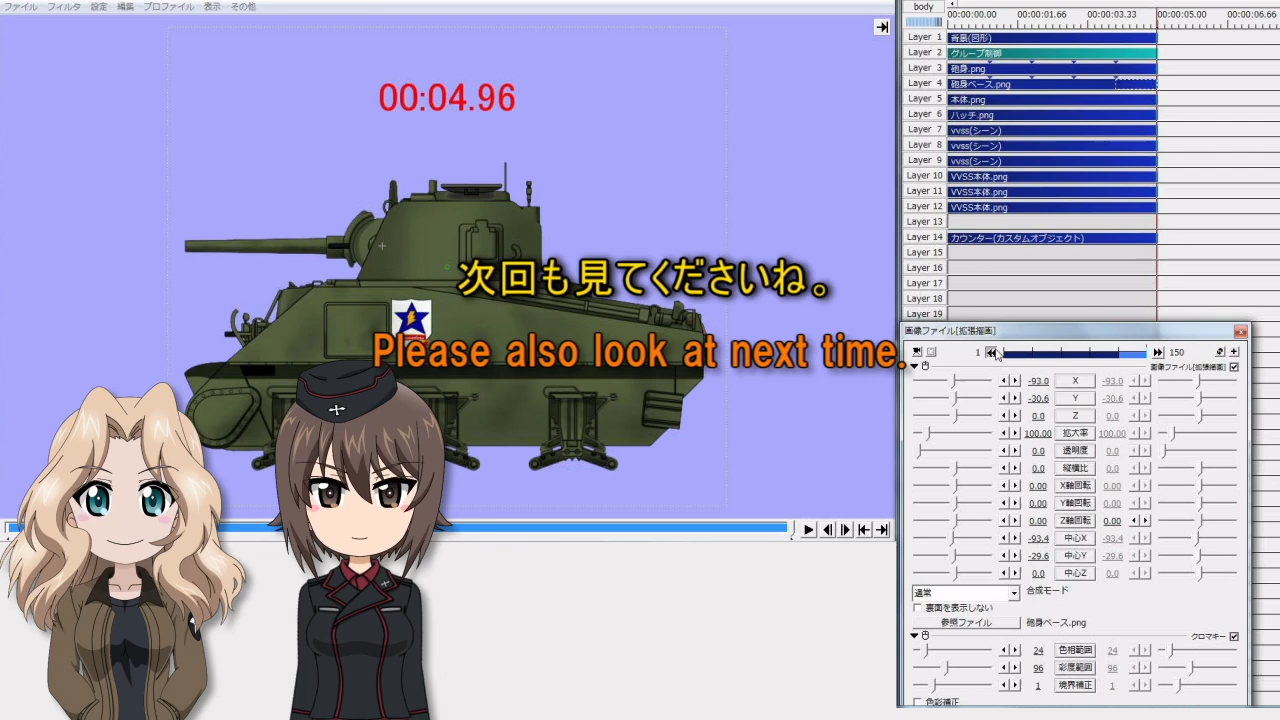 ファイル フィルタ 設定 編集 プロファイル 表示 その他
00:04.96
次回も見てくださいね。
Please also look at next time.
body
00:00:00.00 00:00:01.66 00:00:03.33 00:00:05.00 00:00:06.66
Layer 1 背景(図形)
Layer 2 グループ制御
Layer 3 砲身.png
Layer 4 砲身ベース.png
Layer 5 本体.png
Layer 6 ハッチ.png
Layer 7 vvss(シーン)
Layer 8 vvss(シーン)
Layer 9 vvss(シーン)
Layer 10 VVSS本体.png
Layer 11 VVSS本体.png
Layer 12 VVSS本体.png
Layer 13
Layer 14 カウンター(カスタムオブジェクト)
Layer 15
Layer 16
Layer 17
Layer 18
Layer 19
画像ファイル[拡張描画]
1 150
画像ファイル[拡張描画]
-93.0 X -93.0
-30.6 Y -30.6
0.0 Z 0.0
100.00 拡大率 100.00
0.0 透明度 0.0
0.0 縦横比 0.0
0.00 X軸回転 0.00
0.00 Y軸回転 0.00
0.00 Z軸回転 0.00
-93.4 中心X -93.4
-29.6 中心Y -29.6
0.0 中心Z 0.0
通常 合成モード
裏面を表示しない
参照ファイル 砲身ベース.png
クロマキー
24 色相範囲 24
96 彩度範囲 96
1 境界補正 1
色彩補正